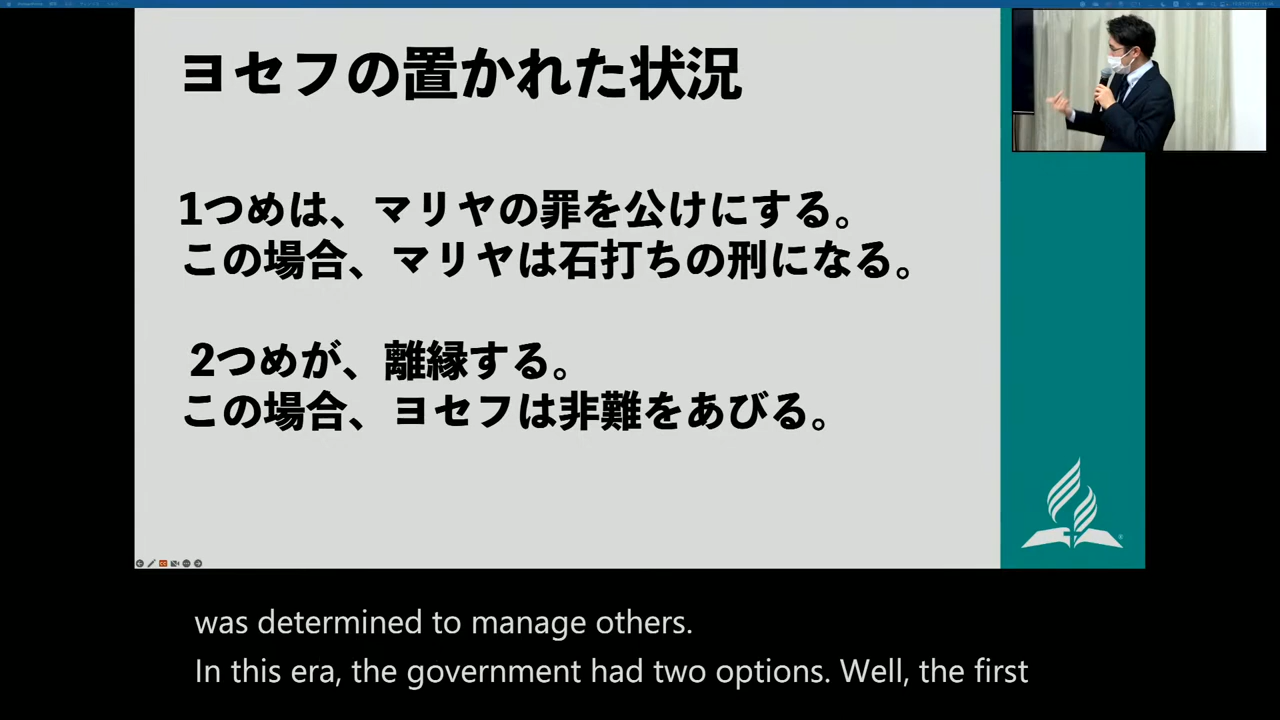 ヨセフの置かれた状況
1つめは、マリヤの罪を公けにする。
この場合、マリヤは石打ちの刑になる。
2つめが、離縁する。
この場合、ヨセフは非難をあびる。
was determined to manage others.
In this era, the government had two options. Well, the first